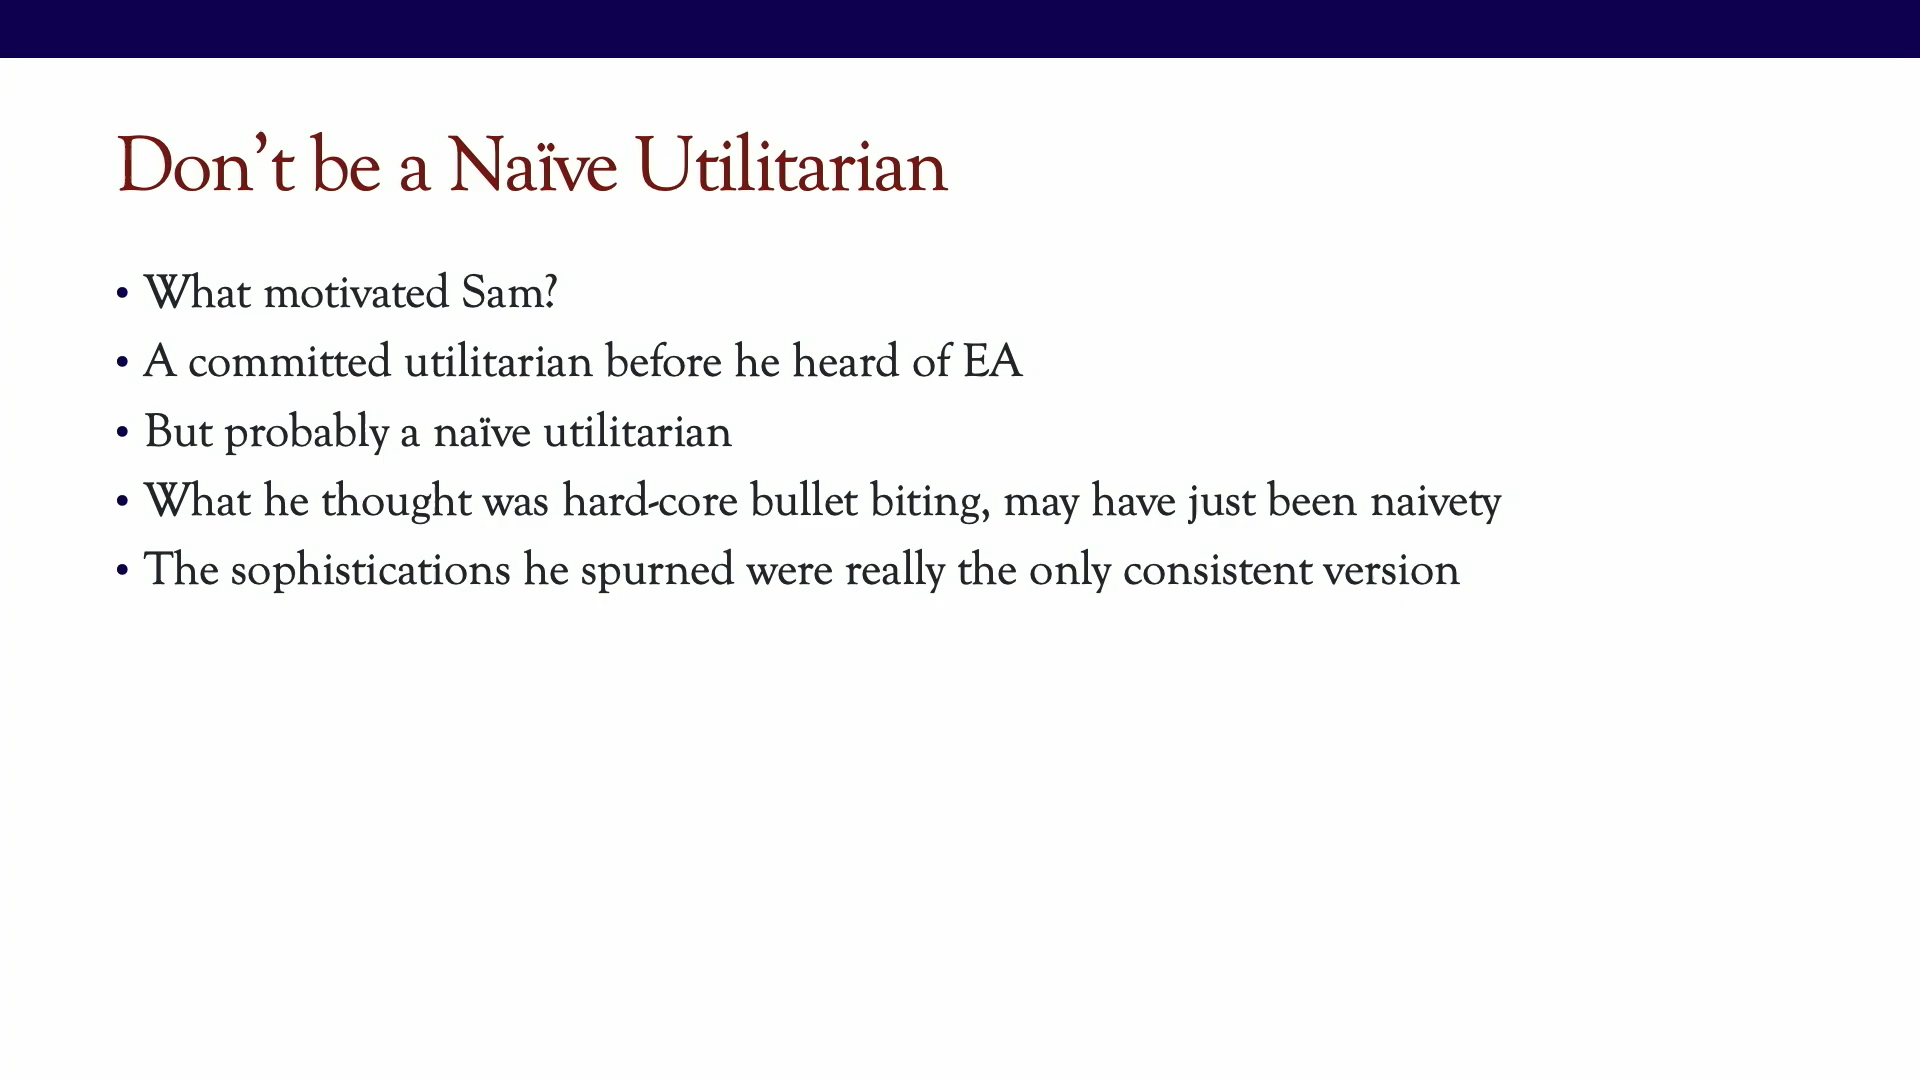 Don’t be a Naïve Utilitarian
• What motivated Sam?
• A committed utilitarian before he heard of EA
• But probably a naïve utilitarian
• What he thought was hard-core bullet biting, may have just been naivety
• The sophistications he spurned were really the only consistent version